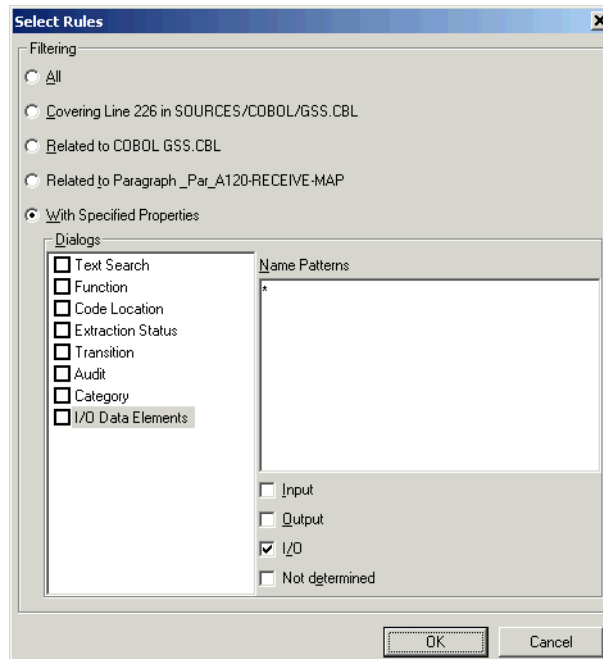 Select Rules
Filtering
All
Covering Line 226 in SOURCES/COBOL/GSS.CBL
Related to COBOL GSS.CBL
Related to Paragraph _Par_A120-RECEIVE-MAP
With Specified Properties
Dialogs
Text Search
Function
Code Location
Extraction Status
Transition
Audit
Category
I/O Data Elements
Name Patterns
*
Input
Output
I/O
Not determined
OK
Cancel